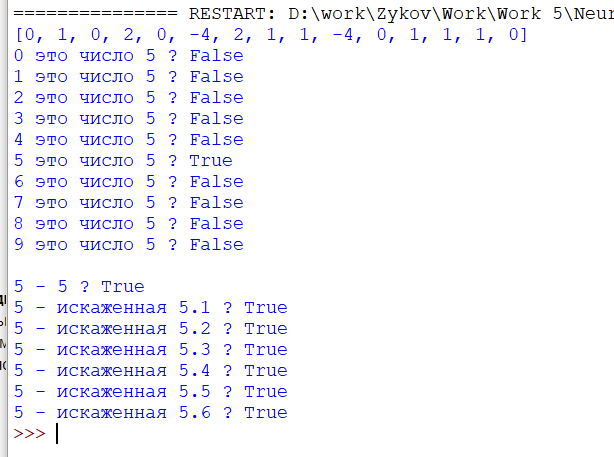 =============== RESTART: D:\work\Zykov\Work\Work 5\Neur
[0, 1, 0, 2, 0, -4, 2, 1, 1, -4, 0, 1, 1, 1, 0]
0 это число 5 ? False
1 это число 5 ? False
2 это число 5 ? False
3 это число 5 ? False
4 это число 5 ? False
5 это число 5 ? True
6 это число 5 ? False
7 это число 5 ? False
8 это число 5 ? False
9 это число 5 ? False
5 - 5 ? True
5 - искаженная 5.1 ? True
5 - искаженная 5.2 ? True
5 - искаженная 5.3 ? True
5 - искаженная 5.4 ? True
5 - искаженная 5.5 ? True
5 - искаженная 5.6 ? True
>>>